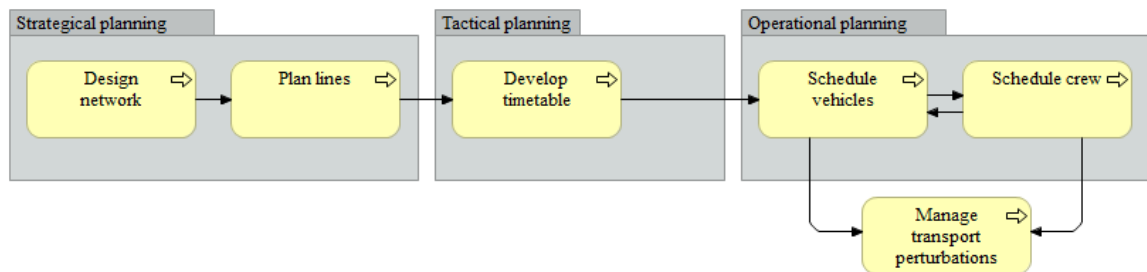 Strategical planning
Tactical planning
Operational planning
Design
network
Plan lines
Develop
timetable
Schedule
vehicles
Schedule crew
Manage
transport
perturbations